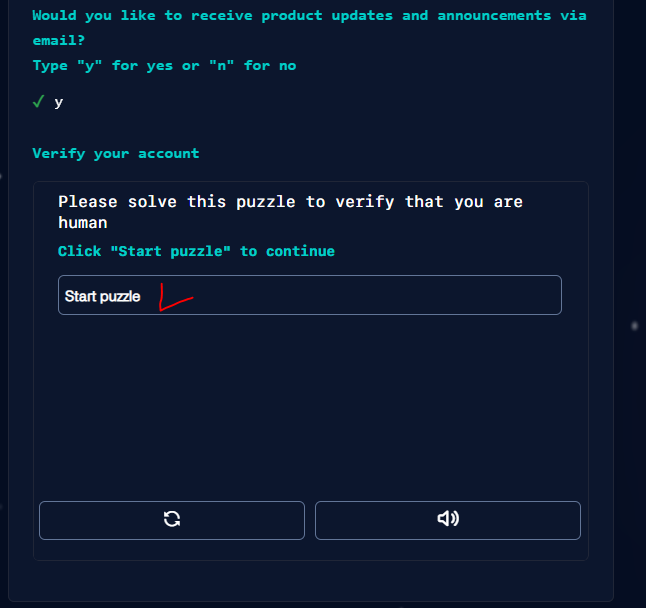 Would you like to receive product updates and announcements via
email?
Type "y" for yes or "n" for no
✓ y
Verify your account
Please solve this puzzle to verify that you are
human
Click "Start puzzle" to continue
Start puzzle